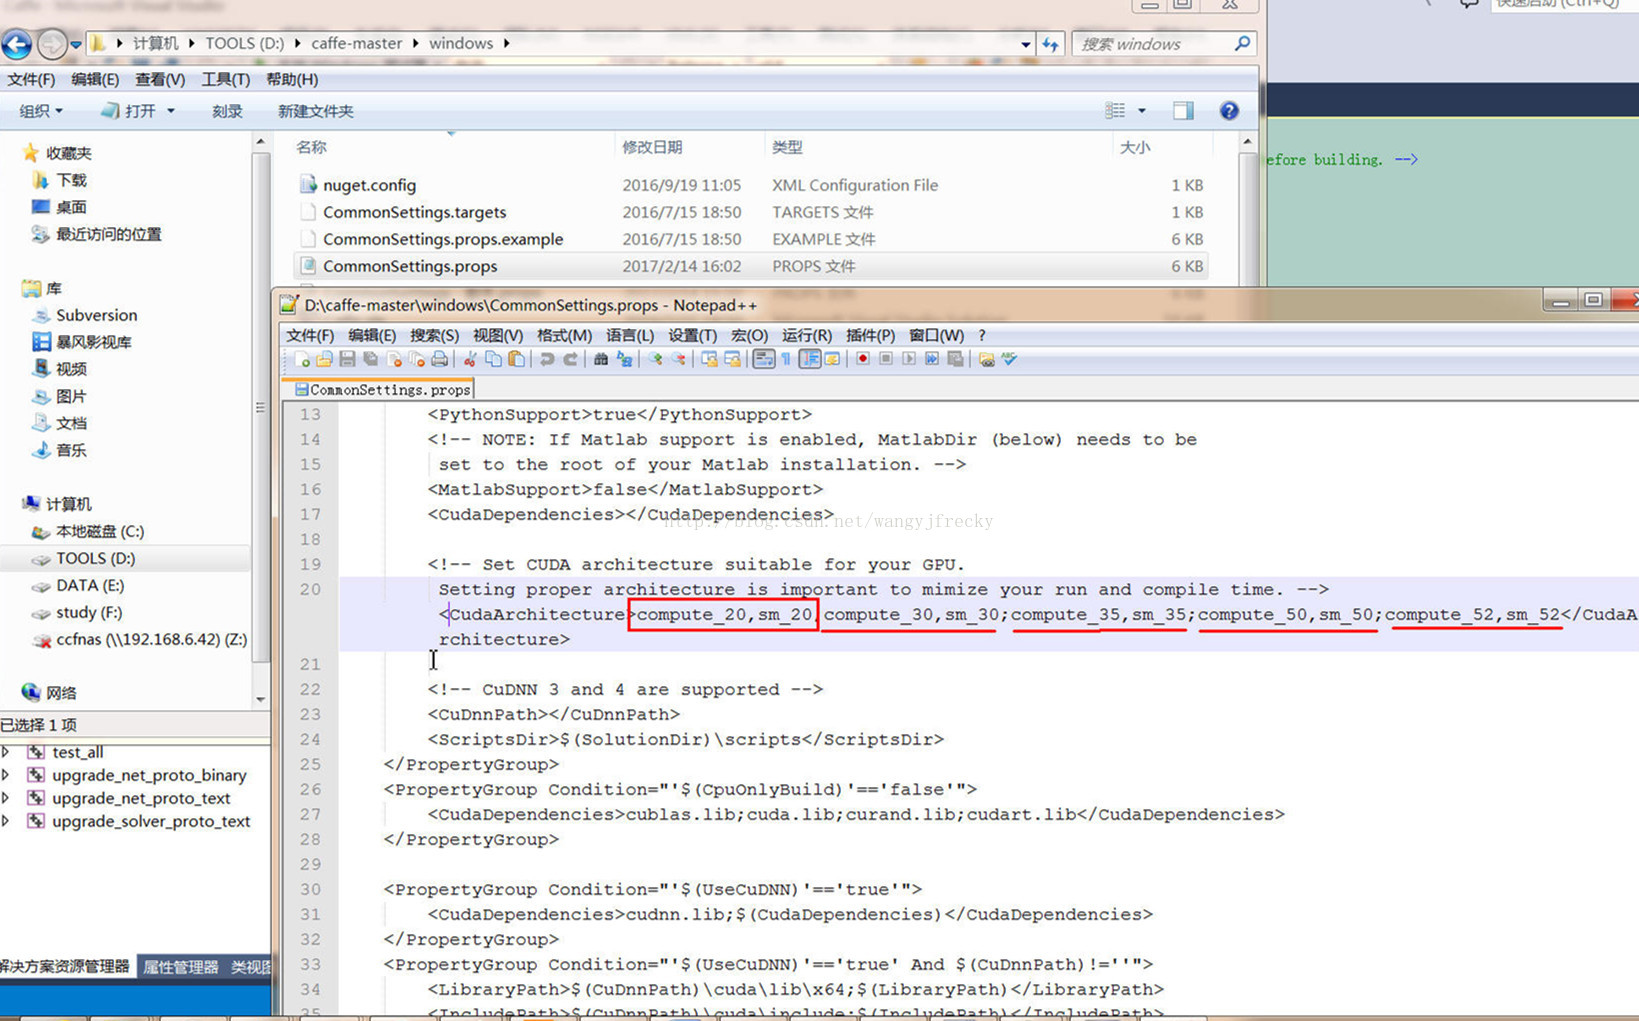 快速启动 (Ctrl+Q)
计算机 TOOLS (D:) caffe-master windows
搜索 windows
文件(F) 编辑(E) 查看(V) 工具(T) 帮助(H)
组织 打开 刻录 新建文件夹
收藏夹
下载
桌面
最近访问的位置
库
Subversion
暴风影视库
视频
图片
文档
音乐
计算机
本地磁盘 (C:)
TOOLS (D:)
DATA (E:)
study (F:)
ccfnas (\\192.168.6.42) (Z:)
网络
已选择 1 项
名称 修改日期 类型 大小
nuget.config 2016/9/19 11:05 XML Configuration File 1 KB
CommonSettings.targets 2016/7/15 18:50 TARGETS 文件 1 KB
CommonSettings.props.example 2016/7/15 18:50 EXAMPLE 文件 6 KB
CommonSettings.props 2017/2/14 16:02 PROPS 文件 6 KB
efore building. -->
test_all
upgrade_net_proto_binary
upgrade_net_proto_text
upgrade_solver_proto_text
解决方案资源管理器 属性管理器 类视图
D:\caffe-master\windows\CommonSettings.props - Notepad++
文件(F) 编辑(E) 搜索(S) 视图(V) 格式(M) 语言(L) 设置(T) 宏(O) 运行(R) 插件(P) 窗口(W) ?
CommonSettings.props
13 <PythonSupport>true</PythonSupport>
14 <!-- NOTE: If Matlab support is enabled, MatlabDir (below) needs to be
15 set to the root of your Matlab installation. -->
16 <MatlabSupport>false</MatlabSupport>
17 <CudaDependencies></CudaDependencies>
http://blog.csdn.net/wangyjfrecky
18
19 <!-- Set CUDA architecture suitable for your GPU.
20 Setting proper architecture is important to mimize your run and compile time. -->
<CudaArchitecture>compute_20,sm_20;compute_30,sm_30;compute_35,sm_35;compute_50,sm_50;compute_52,sm_52</CudaA
rchitecture>
21
22 <!-- CuDNN 3 and 4 are supported -->
23 <CuDnnPath></CuDnnPath>
24 <ScriptsDir>$(SolutionDir)\scripts</ScriptsDir>
25 </PropertyGroup>
26 <PropertyGroup Condition="'$(CpuOnlyBuild)'=='false'">
27 <CudaDependencies>cublas.lib;cuda.lib;curand.lib;cudart.lib</CudaDependencies>
28 </PropertyGroup>
29
30 <PropertyGroup Condition="'$(UseCuDNN)'=='true'">
31 <CudaDependencies>cudnn.lib;$(CudaDependencies)</CudaDependencies>
32 </PropertyGroup>
33 <PropertyGroup Condition="'$(UseCuDNN)'=='true' And $(CuDnnPath)!=''">
34 <LibraryPath>$(CuDnnPath)\cuda\lib\x64;$(LibraryPath)</LibraryPath>
35 <IncludePath>$(CuDnnPath)\cuda\include;$(IncludePath)</IncludePath>